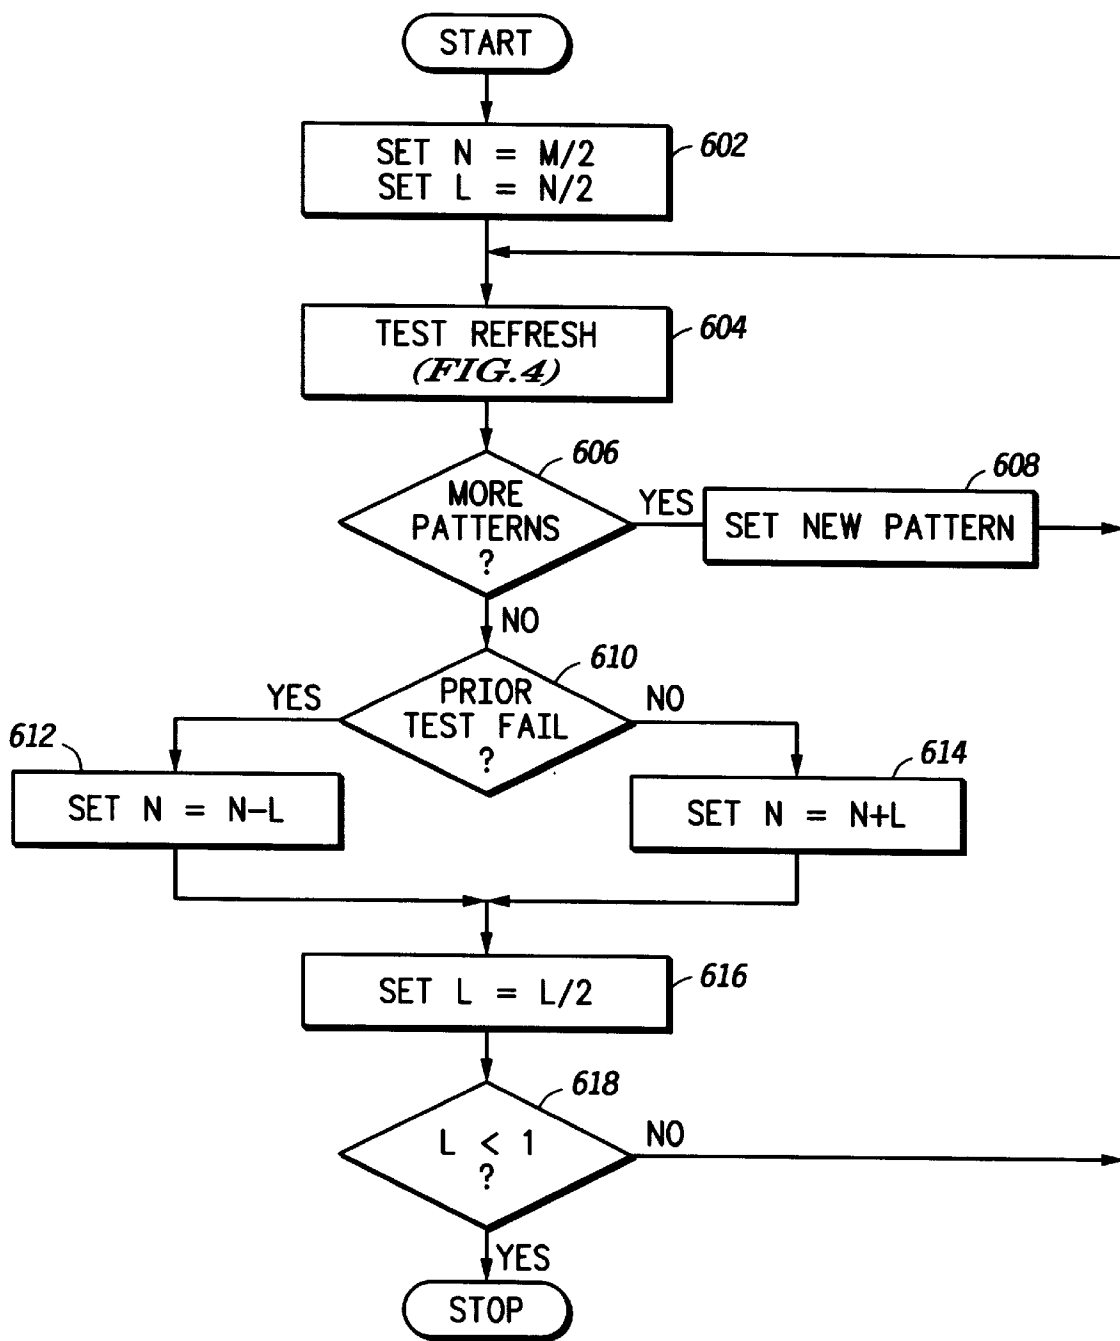 START
SET N = M/2
SET L = N/2
602
TEST REFRESH
(FIG.4)
604
606
MORE
PATTERNS
?
YES
608
SET NEW PATTERN
NO
610
PRIOR
TEST FAIL
?
YES
NO
612
SET N = N-L
614
SET N = N+L
SET L = L/2
616
618
L < 1
?
NO
YES
STOP